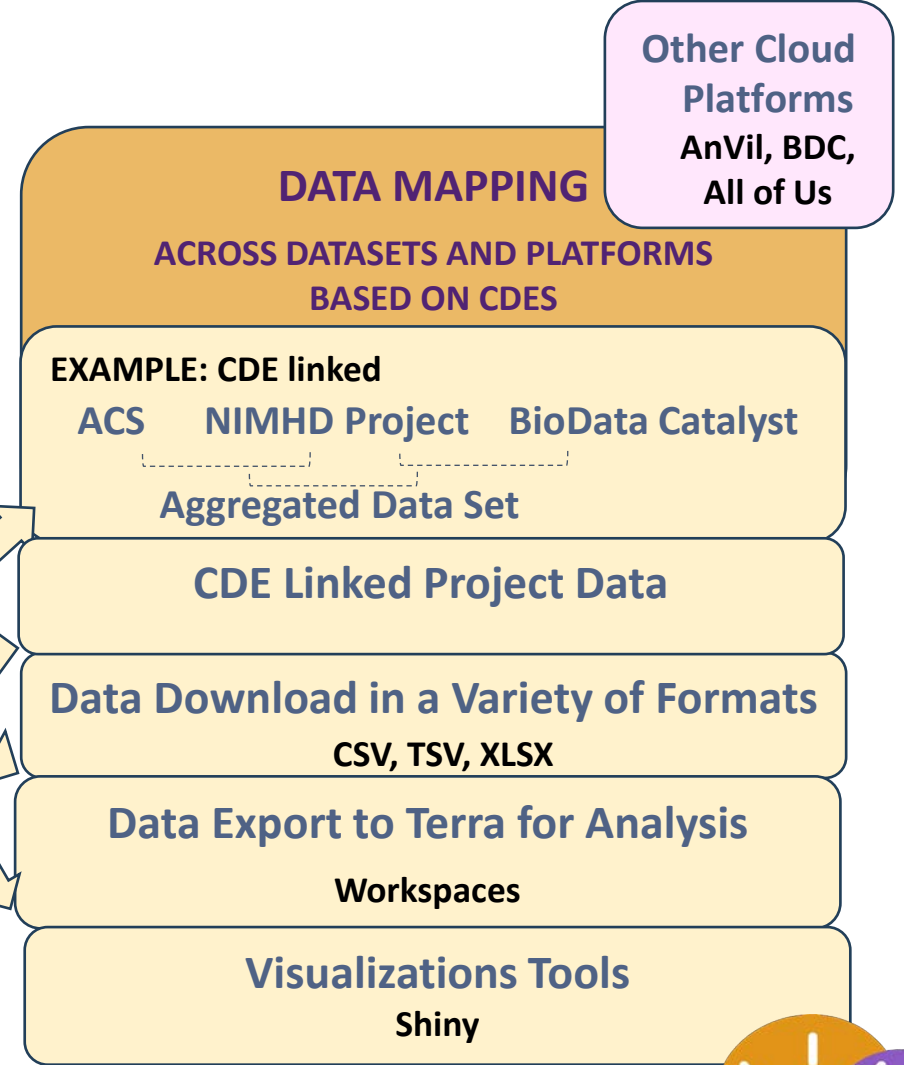 Other Cloud
Platforms
AnVil, BDC,
All of Us
DATA MAPPING
ACROSS DATASETS AND PLATFORMS
BASED ON CDES
EXAMPLE: CDE linked
ACS NIMHD Project BioData Catalyst
Aggregated Data Set
CDE Linked Project Data
Data Download in a Variety of Formats
CSV, TSV, XLSX
Data Export to Terra for Analysis
Workspaces
Visualizations Tools
Shiny